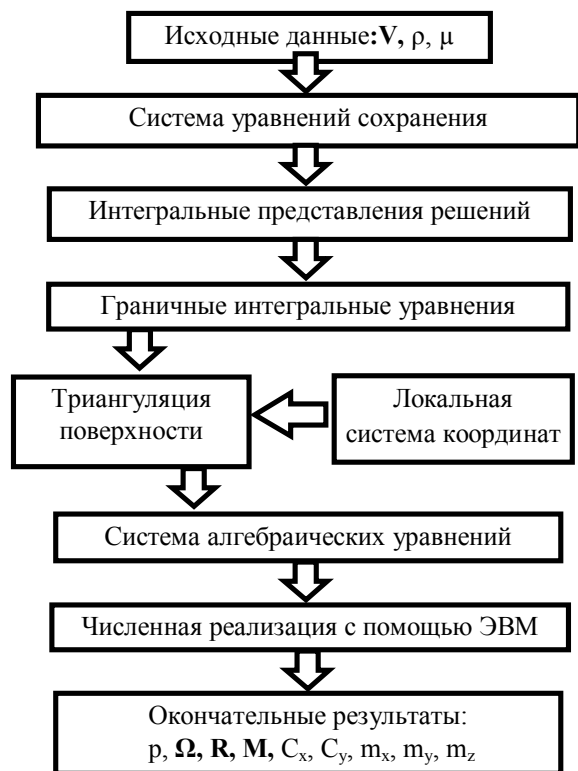 Исходные данные:V, ρ, μ
Система уравнений сохранения
Интегральные представления решений
Граничные интегральные уравнения
Триангуляция
поверхности
Локальная
система координат
Система алгебраических уравнений
Численная реализация с помощью ЭВМ
Окончательные результаты:
p, Ω, R, M, Cx, Cy, mx, my, mz